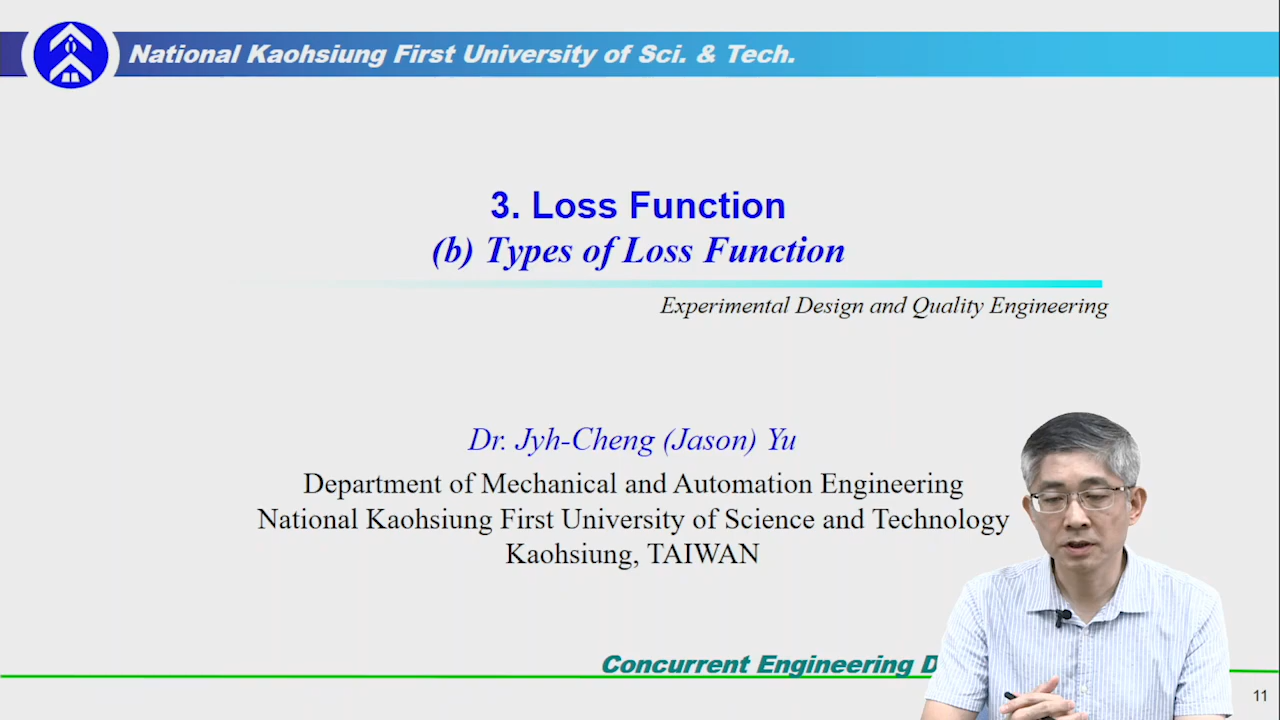 National Kaohsiung First University of Sci. & Tech.
3. Loss Function
(b) Types of Loss Function
Experimental Design and Quality Engineering
Dr. Jyh-Cheng (Jason) Yu
Department of Mechanical and Automation Engineering
National Kaohsiung First University of Science and Technology
Kaohsiung, TAIWAN
Concurrent Engineering
11